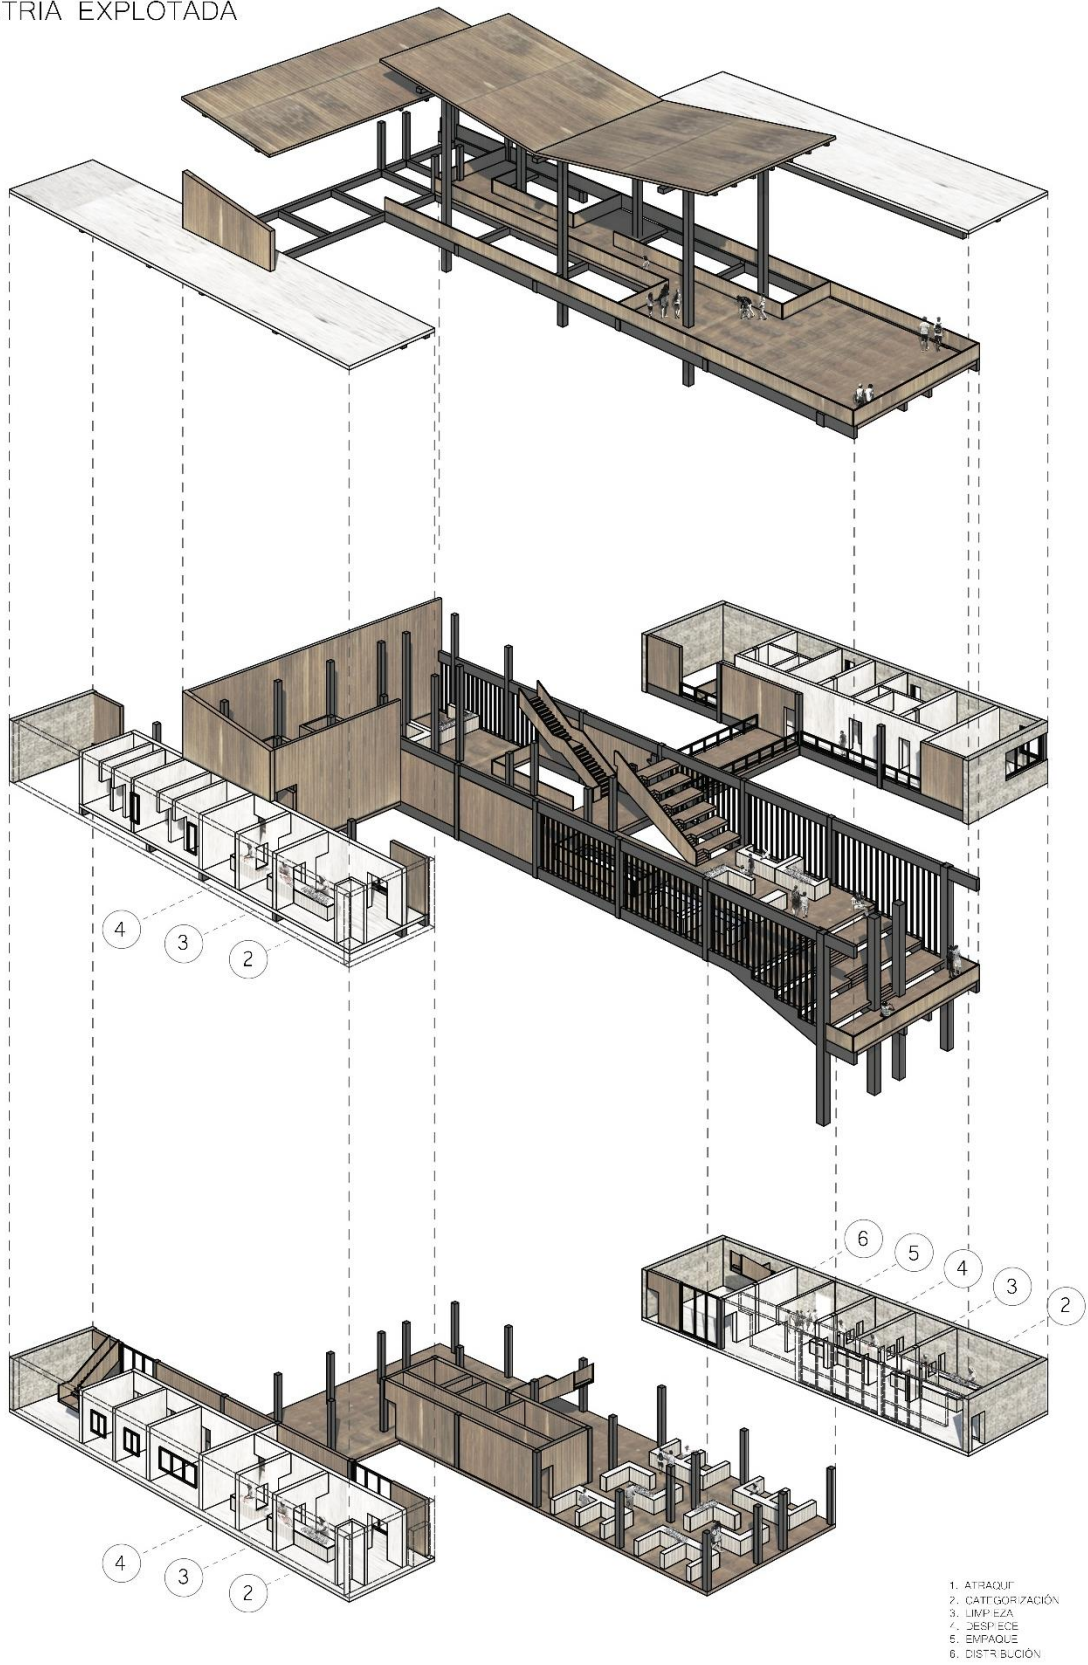 TRIA EXPLOTADA
4
3
2
6
5
4
3
2
4
3
2
1. ATRAQUE
2. CATEGORIZACIÓN
3. LIMPIEZA
4. DESPIECE
5. EMPAQUE
6. DISTRIBUCIÓN